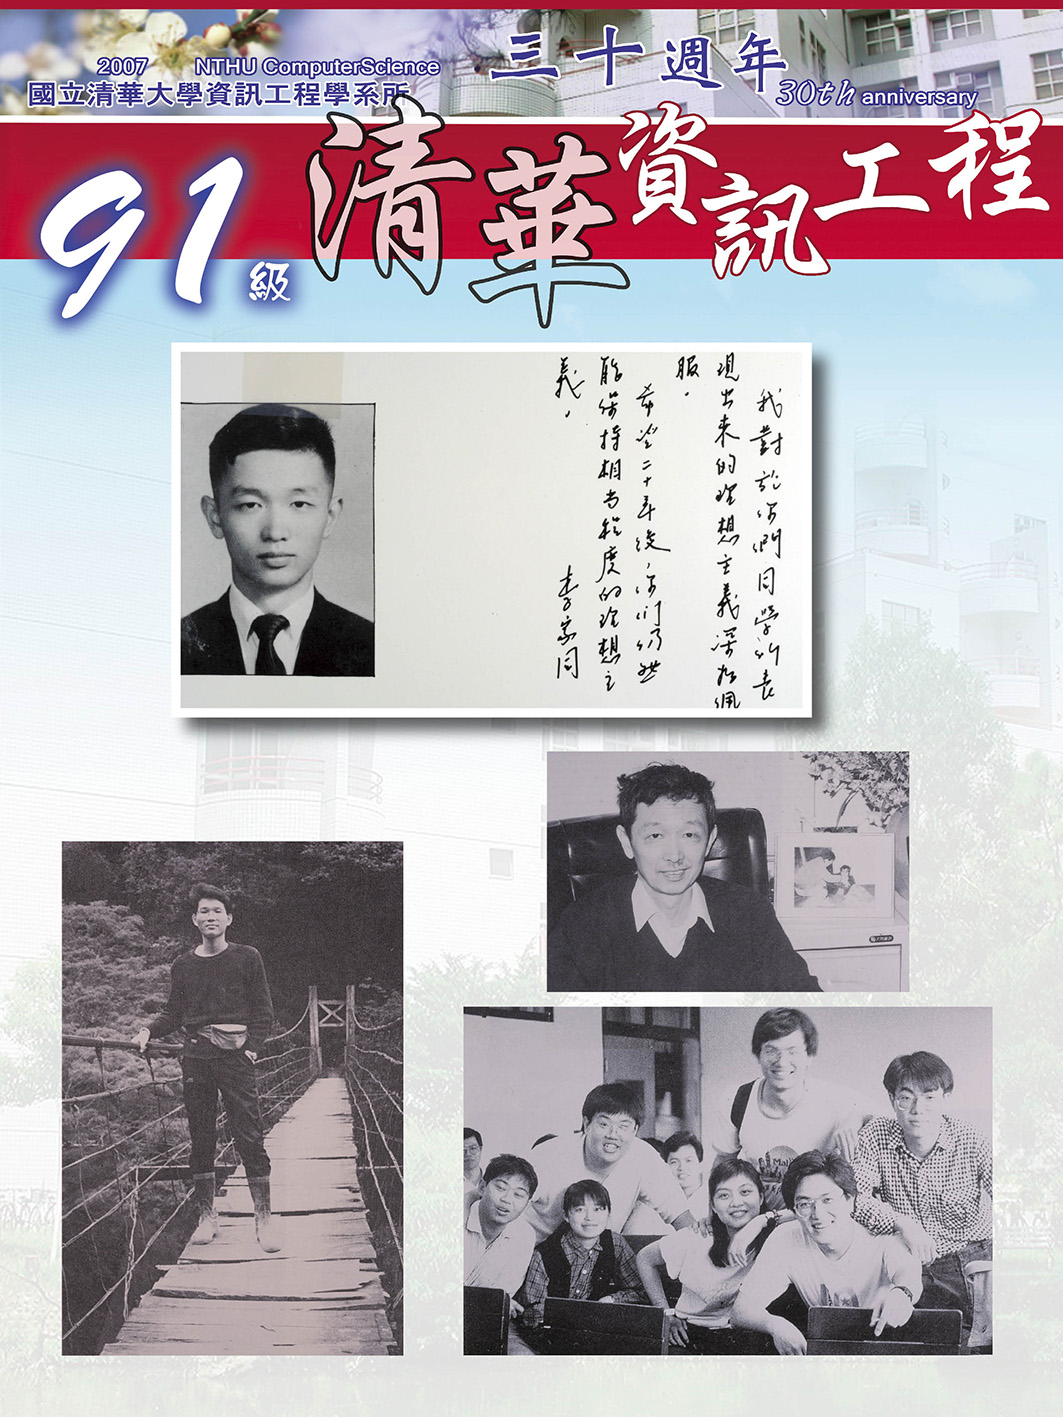 2007 NTHU ComputerScience
國立清華大學資訊工程學系所
三十週年
30th anniversary
91級
清華資訊工程
我對於你們同學所表
現出來的理想主義深為佩
服。
希望二十年後,你们仍然
能保持相当程度的理想主
義。
李家同